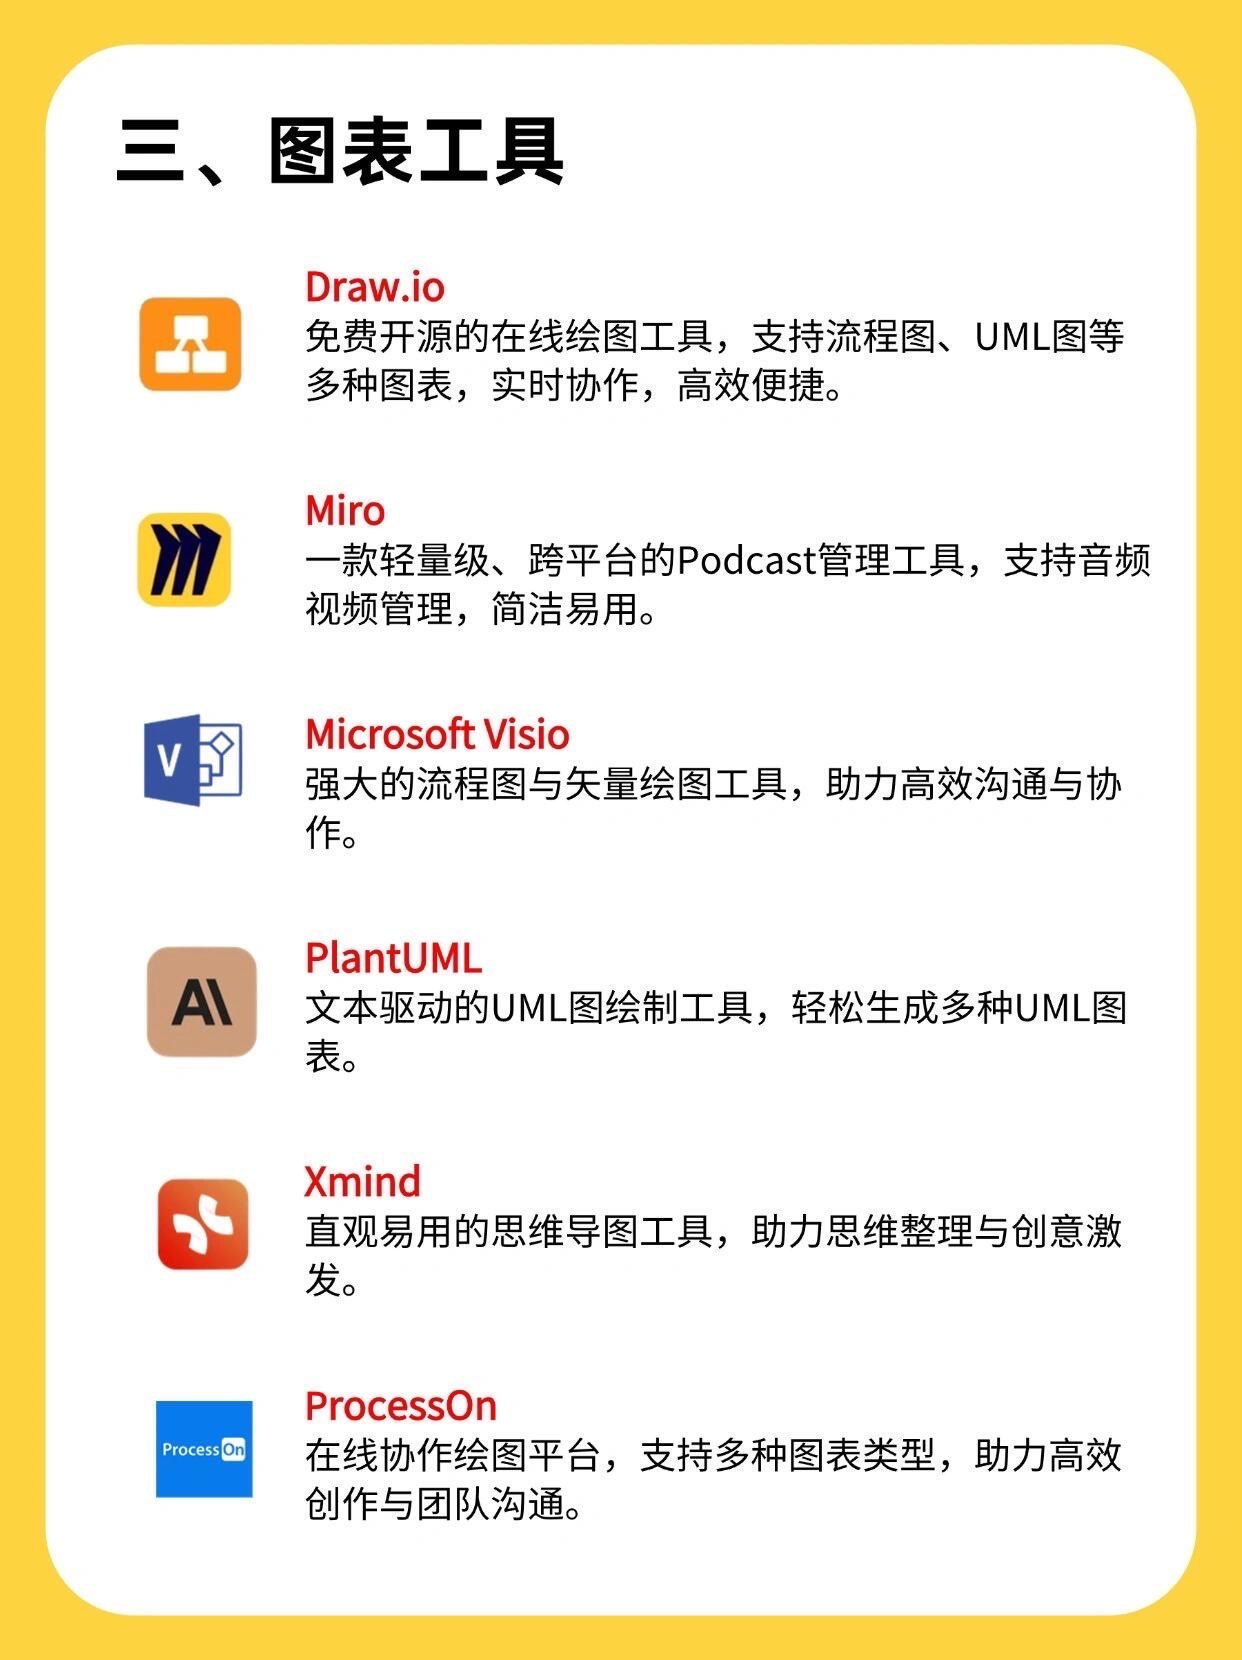 三、图表工具
Draw.io
免费开源的在线绘图工具，支持流程图、UML图等
多种图表，实时协作，高效便捷。
Miro
一款轻量级、跨平台的Podcast管理工具，支持音频
视频管理，简洁易用。
V
Microsoft Visio
强大的流程图与矢量绘图工具，助力高效沟通与协
作。
A\
PlantUML
文本驱动的UML图绘制工具，轻松生成多种UML图
表。
Xmind
直观易用的思维导图工具，助力思维整理与创意激
发。
ProcessOn
ProcessOn
在线协作绘图平台，支持多种图表类型，助力高效
创作与团队沟通。